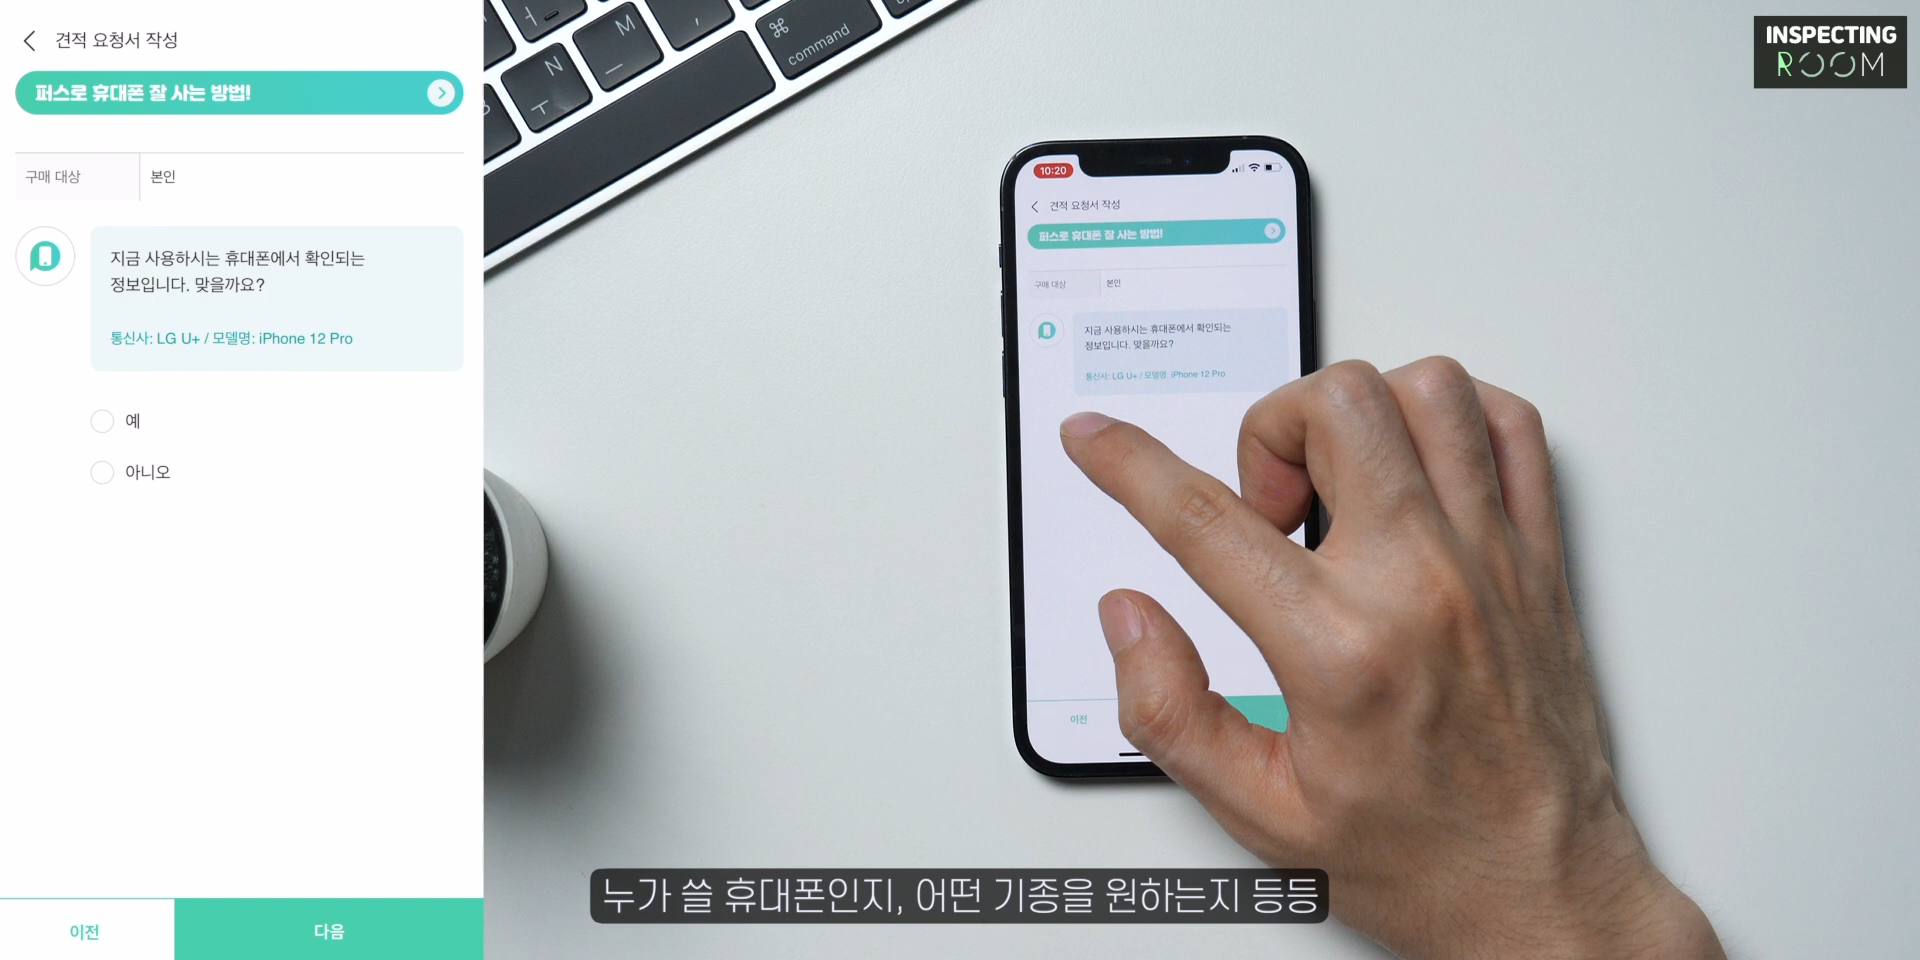 견적 요청서 작성
퍼스로 휴대폰 잘 사는 방법!
구매 대상
본인
지금 사용하시는 휴대폰에서 확인되는
정보입니다. 맞을까요?
통신사: LG U+ / 모델명: iPhone 12 Pro
예
아니오
이전
다음
M
ㅡ
N
ㅜ
,
⌘
command
INSPECTING
ROOM
10:20
견적 요청서 작성
퍼스로 휴대폰 잘 사는 방법!
구매 대상
본인
지금 사용하시는 휴대폰에서 확인되는
정보입니다. 맞을까요?
통신사: LG U+ / 모델명: iPhone 12 Pro
이전
누가 쓸 휴대폰인지, 어떤 기종을 원하는지 등등